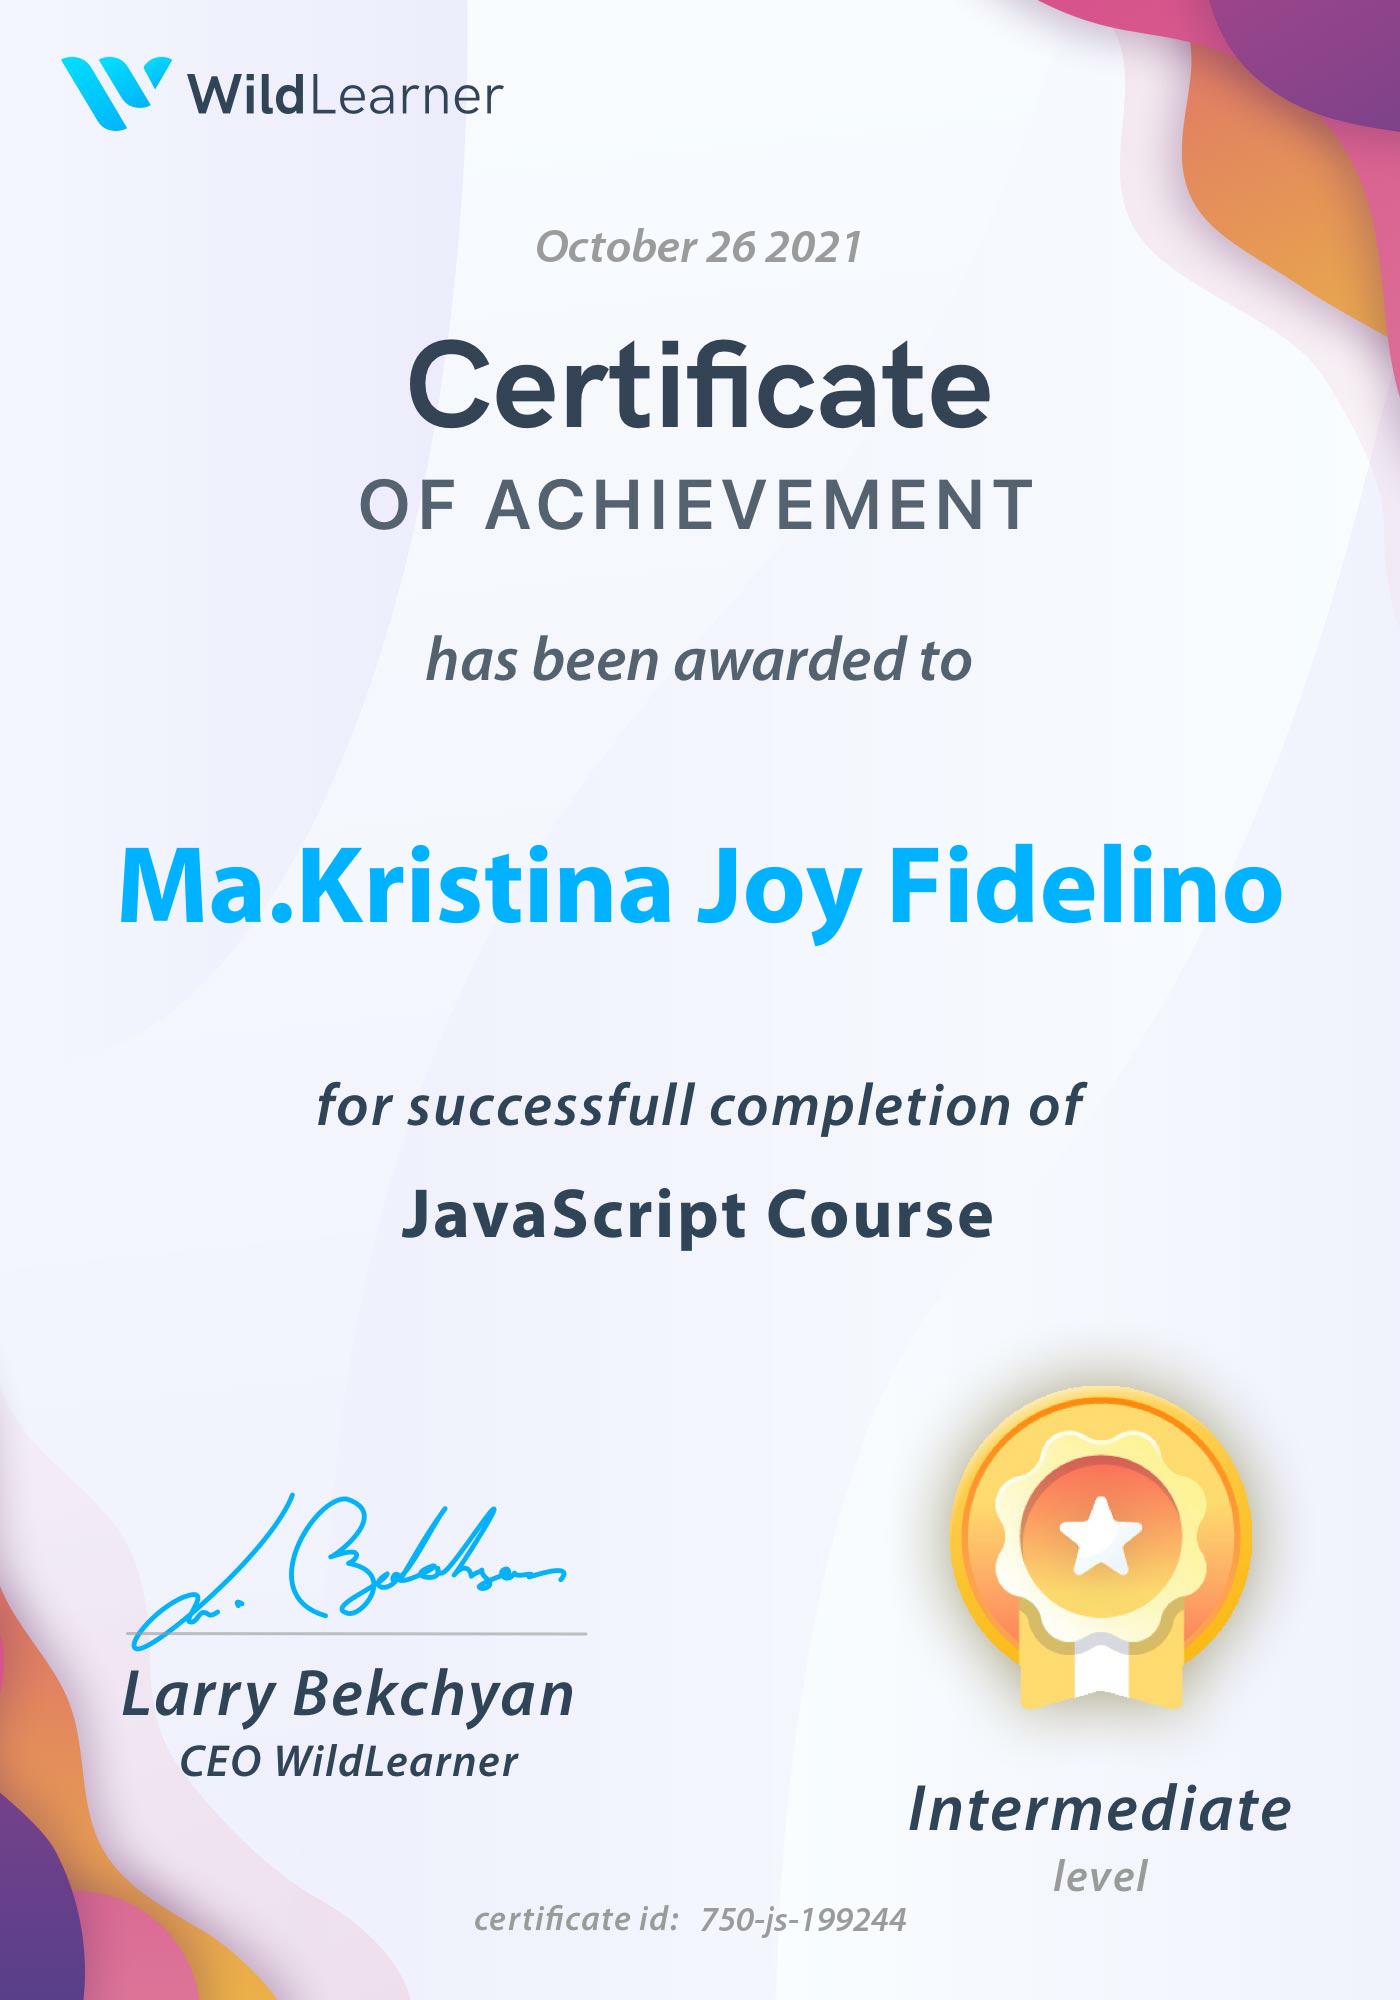 WildLearner
October 26 2021
Certificate
OF ACHIEVEMENT
has been awarded to
Ma.Kristina Joy Fidelino
for successfull completion of
JavaScript Course
Larry Bekchyan
CEO WildLearner
Intermediate
level
certificate id: 750-js-199244